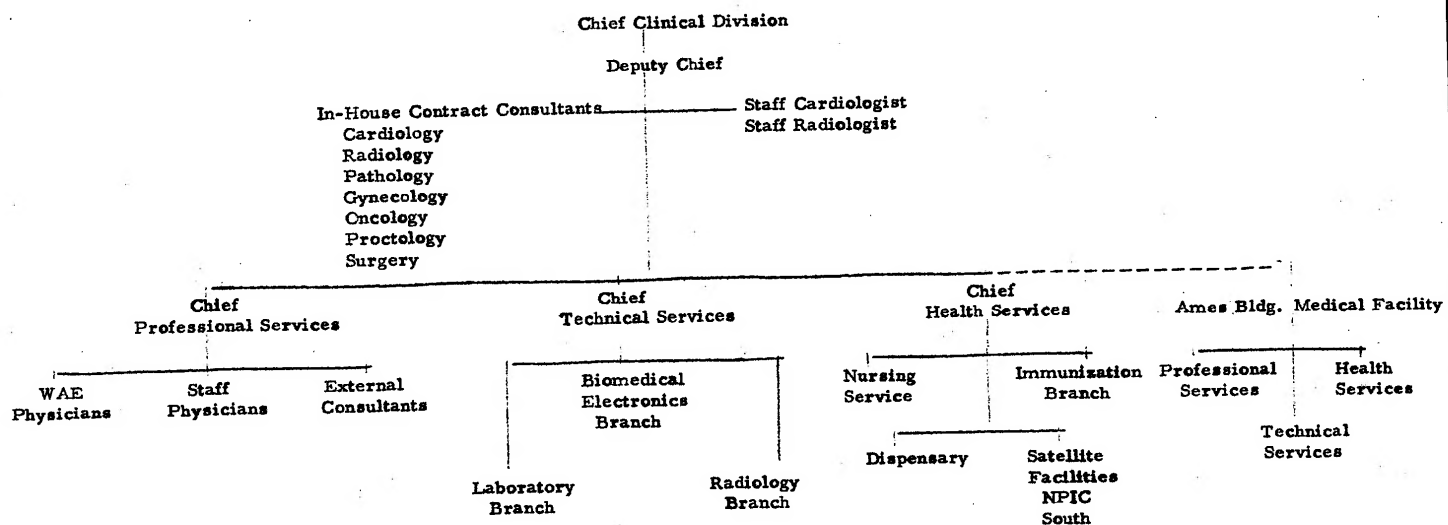 Chief Clinical Division
Deputy Chief
In-House Contract Consultants
Cardiology
Radiology
Pathology
Gynecology
Oncology
Proctology
Surgery
Staff Cardiologist
Staff Radiologist
Chief
Professional Services
Chief
Technical Services
Chief
Health Services
Ames Bldg. Medical Facility
WAE
Physicians
Staff
Physicians
External
Consultants
Biomedical
Electronics
Branch
Laboratory
Branch
Radiology
Branch
Nursing
Service
Immunization
Branch
Dispensary
Satellite
Facilities
NPIC
South
Professional
Services
Health
Services
Technical
Services